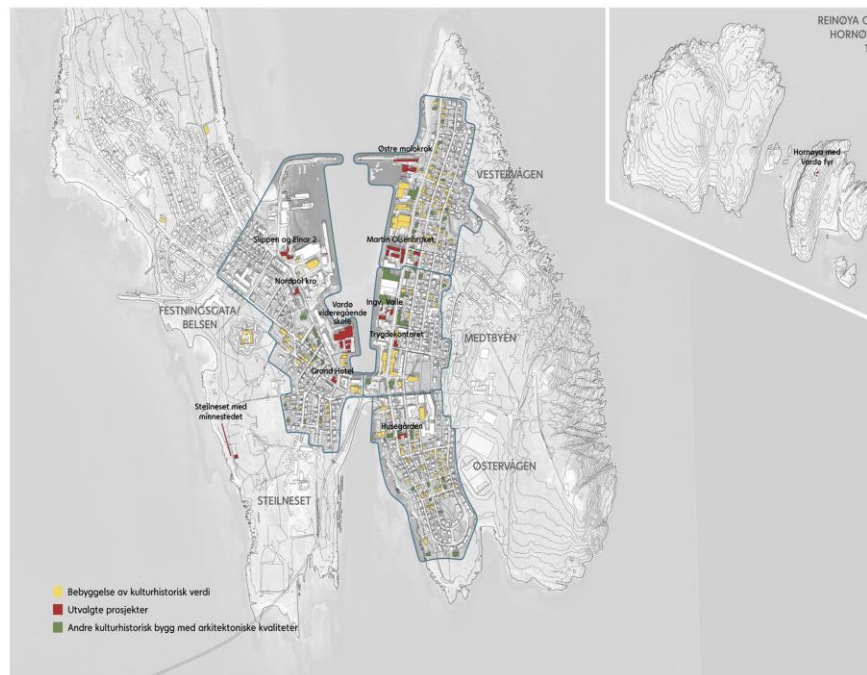 REINØYA O
HORNØ
Hornøya med
Vardø fyr
Østre molokrok
VESTERVÅGEN
Slippen og Einar 2
Martin Olsenbruket
Nordpol kro
FESTNINGSGATA/
BELSEN
Vardø
videregående
skole
Ingv. Valle
Trygdekontoret
MEDTBYEN
Grand Hotel
Steilneset med
minnestedet
Husegården
ØSTERVÅGEN
STEILNESET
Bebyggelse av kulturhistorisk verdi
Utvalgte prosjekter
Andre kulturhistorisk bygg med arkitektoniske kvaliteter